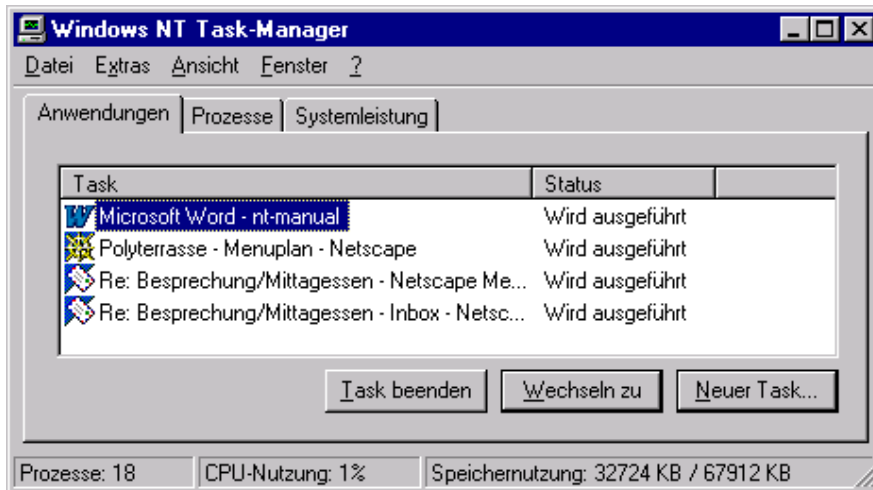 Windows NT Task-Manager
Datei Extras Ansicht Fenster ?
Anwendungen Prozesse Systemleistung
Task Status
Microsoft Word - nt-manual Wird ausgeführt
Polyterrasse - Menuplan - Netscape Wird ausgeführt
Re: Besprechung/Mittagessen - Netscape Me... Wird ausgeführt
Re: Besprechung/Mittagessen - Inbox - Netsc... Wird ausgeführt
Task beenden Wechseln zu Neuer Task...
Prozesse: 18 CPU-Nutzung: 1% Speichernutzung: 32724 KB / 67912 KB